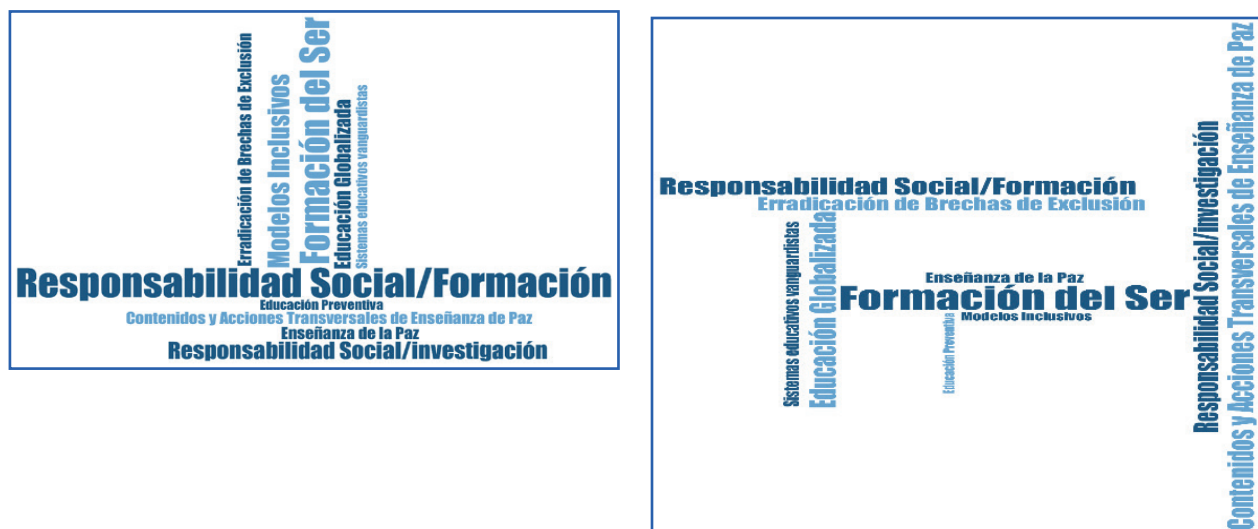 Erradicación de Brechas de Exclusión
Modelos Inclusivos
Formación del Ser
Educación Globalizada
Sistemas educativos vanguardistas
Responsabilidad Social/Formación
Educación Preventiva
Contenidos y Acciones Transversales de Enseñanza de Paz
Enseñanza de la Paz
Responsabilidad Social/investigación
Responsabilidad Social/Formación
Erradicación de Brechas de Exclusión
Sistemas educativos vanguardistas
Educación Globalizada
Enseñanza de la Paz
Formación del Ser
Modelos Inclusivos
Educación Preventiva
Responsabilidad Social/investigación
Contenidos y Acciones Transversales de Enseñanza de Paz